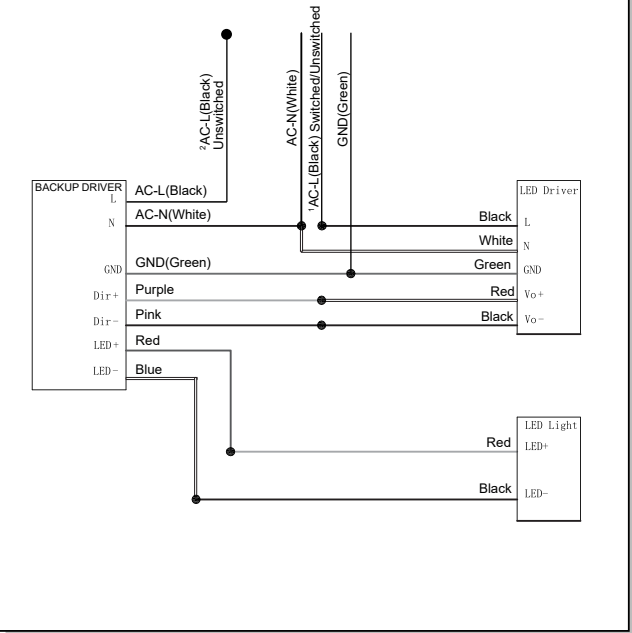 ²AC-L(Black)
Unswitched
AC-N(White)
¹AC-L(Black) Switched/Unswitched
GND(Green)
BACKUP DRIVER
L
AC-L(Black)
N
AC-N(White)
GND
GND(Green)
Dir+
Purple
Dir-
Pink
LED+
Red
LED-
Blue
LED Driver
Black
L
White
N
Green
GND
Red
Vo+
Black
Vo-
LED Light
Red
LED+
Black
LED-